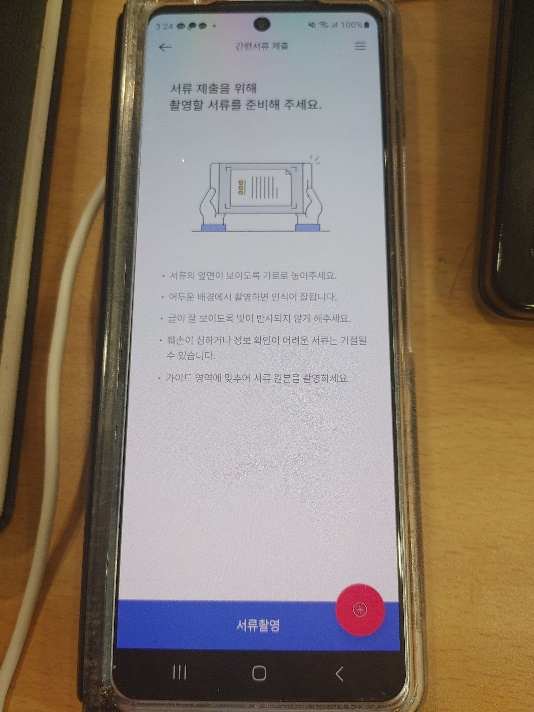 3:24
100%
간편서류 제출
서류 제출을 위해
촬영할 서류를 준비해 주세요.
• 서류의 앞면이 보이도록 가로로 놓아주세요.
• 어두운 배경에서 촬영하면 인식이 잘됩니다.
• 글이 잘 보이도록 빛이 반사되지 않게 해주세요.
• 훼손이 심하거나 정보 확인이 어려운 서류는 거절될
수 있습니다.
• 가이드 영역에 맞추어 서류 원본을 촬영하세요.
서류촬영